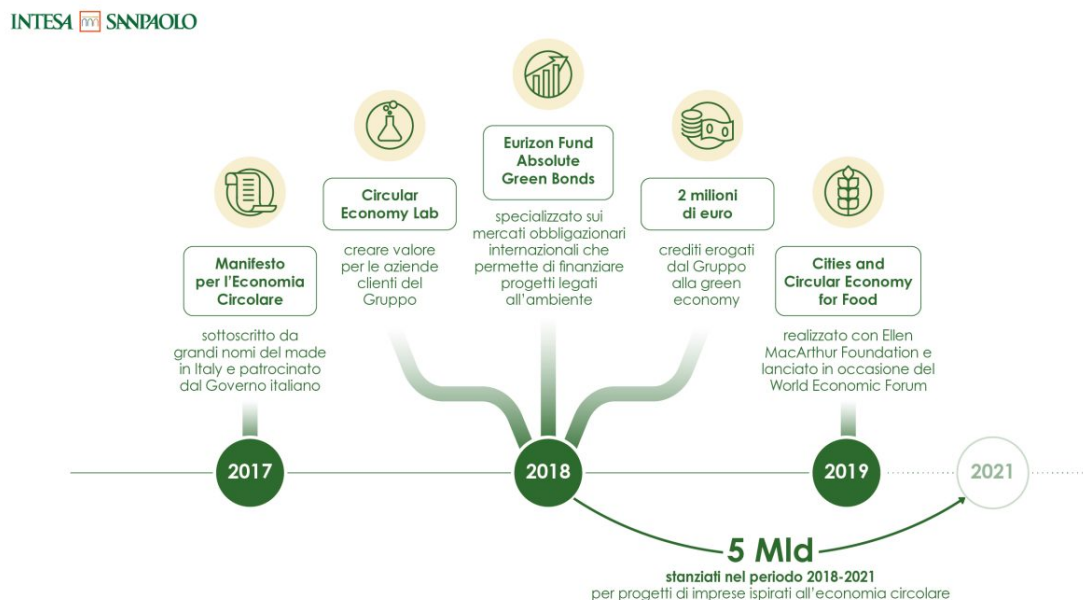 INTESA SANPAOLO
Manifesto
per l'Economia
Circolare
sottoscritto da
grandi nomi del made
in Italy e patrocinato
dal Governo italiano
Circular
Economy Lab
creare valore
per le aziende
clienti del
Gruppo
Eurizon Fund
Absolute
Green Bonds
specializzato sui
mercati obbligazionari
internazionali che
permette di finanziare
progetti legati
all'ambiente
2 milioni
di euro
crediti erogati
dal Gruppo
alla green
economy
Cities and
Circular Economy
for Food
realizzato con Ellen
MacArthur Foundation e
lanciato in occasione del
World Economic Forum
2017
2018
2019
2021
5 Mld
stanziati nel periodo 2018-2021
per progetti di imprese ispirati all'economia circolare